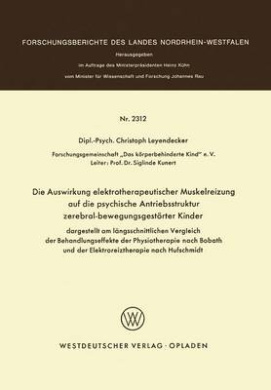 FORSCHUNGSBERICHTE DES LANDES NORDRHEIN-WESTFALEN
Herausgegeben
im Auftrage des Ministerpräsidenten Heinz Kühn
vom Minister für Wissenschaft und Forschung Johannes Rau
Nr. 2312
Dipl.-Psych. Christoph Leyendecker
Forschungsgemeinschaft „Das körperbehinderte Kind" e. V.
Leiter: Prof. Dr. Siglinde Kunert
Die Auswirkung elektrotherapeutischer Muskelreizung
auf die psychische Antriebsstruktur
zerebral-bewegungsgestörter Kinder
dargestellt am längsschnittlichen Vergleich
der Behandlungseffekte der Physiotherapie nach Bobath
und der Elektroreiztherapie nach Hufschmidt
WESTDEUTSCHER VERLAG · OPLADEN